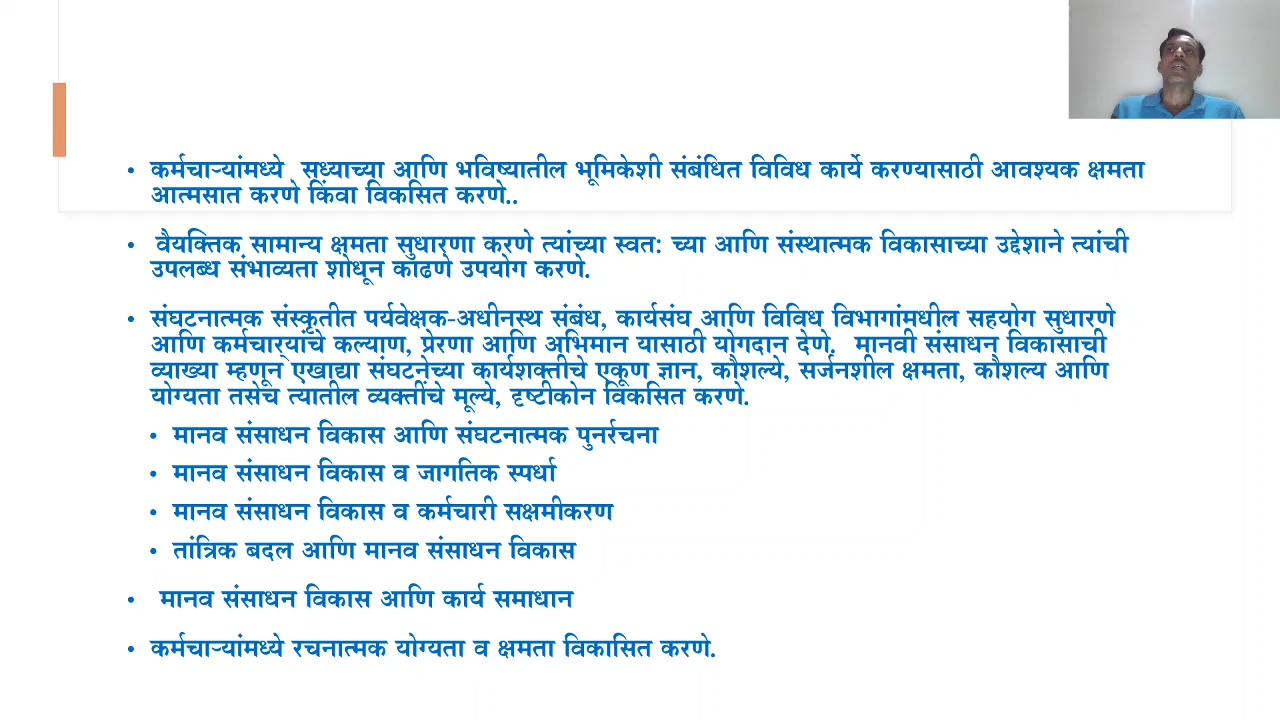 • कर्मचाऱ्यांमध्ये  सध्याच्या आणि भविष्यातील भूमिकेशी संबंधित विविध कार्ये करण्यासाठी आवश्यक क्षमता
आत्मसात करणे किंवा विकसित करणे..
• वैयक्तिक सामान्य क्षमता सुधारणा करणे त्यांच्या स्वत: च्या आणि संस्थात्मक विकासाच्या उद्देशाने त्यांची
उपलब्ध संभाव्यता शोधून काढणे उपयोग करणे.
• संघटनात्मक संस्कृतीत पर्यवेक्षक-अधीनस्थ संबंध, कार्यसंघ आणि विविध विभागांमधील सहयोग सुधारणे
आणि कर्मचार्‍यांचे कल्याण, प्रेरणा आणि अभिमान यासाठी योगदान देणे.  मानवी संसाधन विकासाची
व्याख्या म्हणून एखाद्या संघटनेच्या कार्यशक्तीचे एकूण ज्ञान, कौशल्ये, सर्जनशील क्षमता, कौशल्य आणि
योग्यता तसेच त्यातील व्यक्तींचे मूल्ये, दृष्टीकोन विकसित करणे.
• मानव संसाधन विकास आणि संघटनात्मक पुनर्रचना
• मानव संसाधन विकास व जागतिक स्पर्धा
• मानव संसाधन विकास व कर्मचारी सक्षमीकरण
• तांत्रिक बदल आणि मानव संसाधन विकास
• मानव संसाधन विकास आणि कार्य समाधान
• कर्मचाऱ्यांमध्ये रचनात्मक योग्यता व क्षमता विकासित करणे.